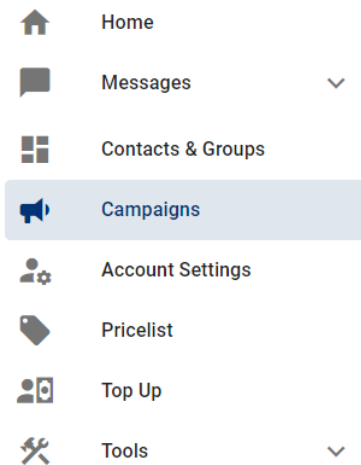 Home
Messages
Contacts & Groups
Campaigns
Account Settings
Pricelist
Top Up
Tools